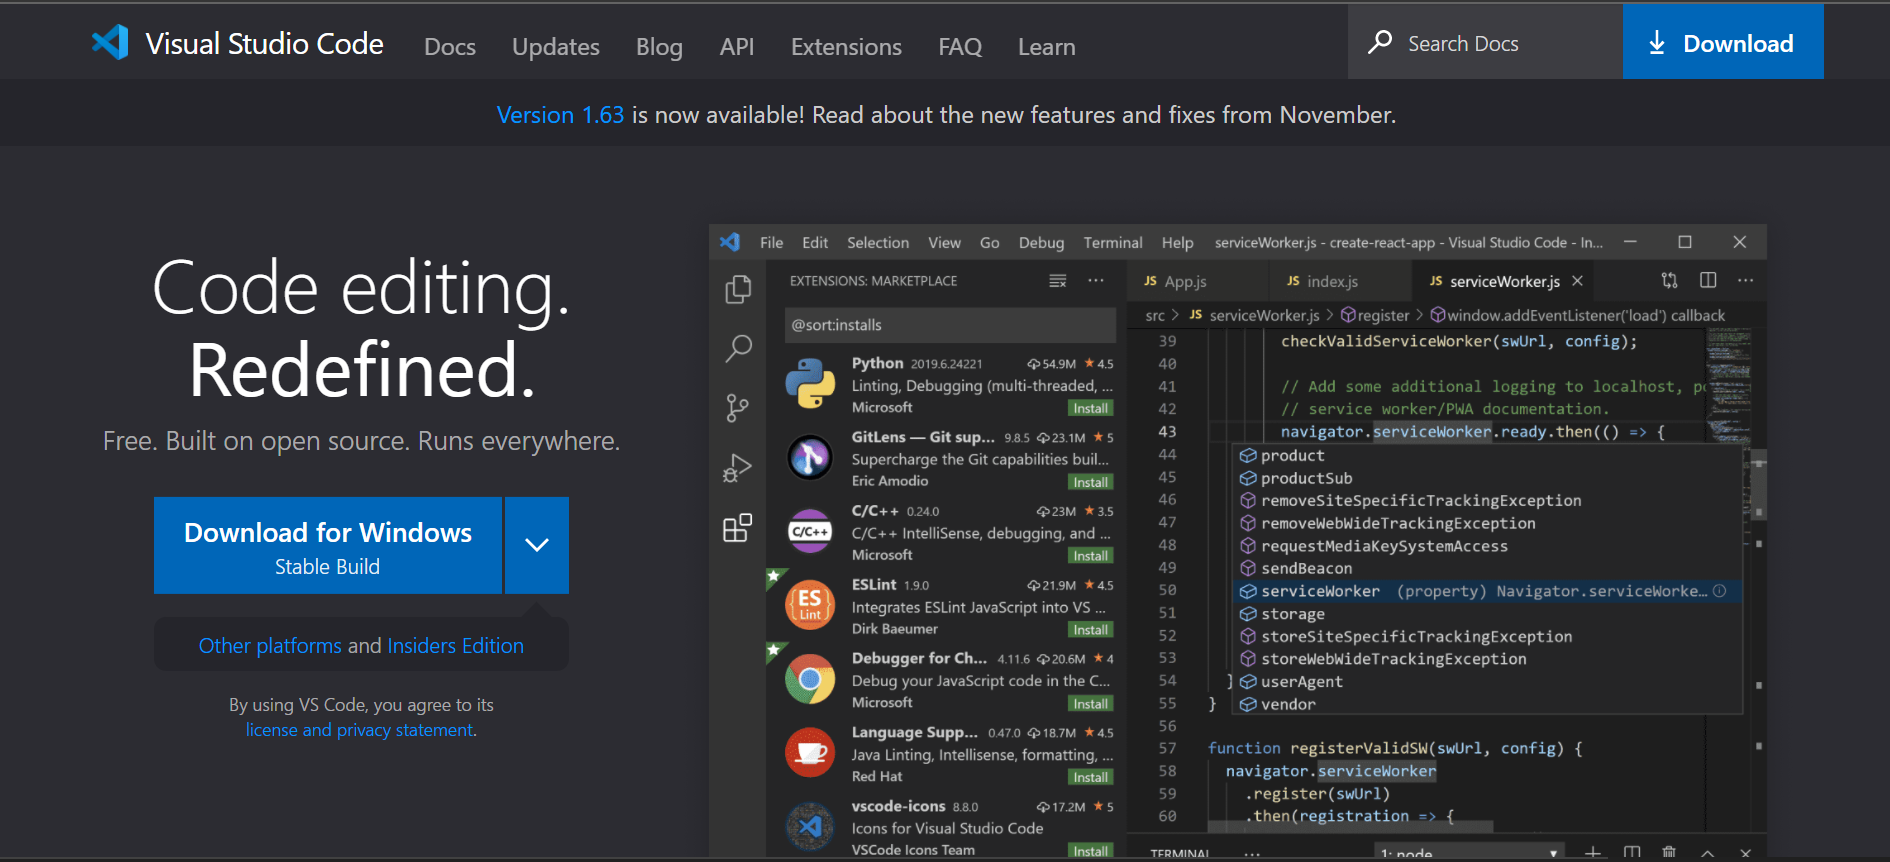 Visual Studio Code Docs Updates Blog API Extensions FAQ Learn Search Docs Download
Version 1.63 is now available! Read about the new features and fixes from November.
Code editing.
Redefined.
Free. Built on open source. Runs everywhere.
Download for Windows
Stable Build
Other platforms and Insiders Edition
By using VS Code, you agree to its
license and privacy statement.
File Edit Selection View Go Debug Terminal Help serviceWorker.js - create-react-app - Visual Studio Code - In...
EXTENSIONS: MARKETPLACE
@sort:installs
Python 2019.6.24221 54.9M 4.5
Linting, Debugging (multi-threaded, ...
Microsoft Install
GitLens — Git sup... 9.8.5 23.1M 5
Supercharge the Git capabilities buil...
Eric Amodio Install
C/C++
C/C++ 0.24.0 23M 3.5
C/C++ IntelliSense, debugging, and ...
Microsoft Install
ES
Lint
ESLint 1.9.0 21.9M 4.5
Integrates ESLint JavaScript into VS ...
Dirk Baeumer Install
Debugger for Ch... 4.11.6 20.6M 4
Debug your JavaScript code in the C...
Microsoft Install
Language Supp... 0.47.0 18.7M 4.5
Java Linting, Intellisense, formatting, ...
Red Hat Install
vscode-icons 8.8.0 17.2M 5
Icons for Visual Studio Code
VSCode Icons Team Install
JS App.js JS index.js JS serviceWorker.js
src > JS serviceWorker.js > register > window.addEventListener('load') callback
39 checkValidServiceWorker(swUrl, config);
40
41 // Add some additional logging to localhost, po
42 // service worker/PWA documentation.
43 navigator.serviceWorker.ready.then(() => {
44 product
45 productSub
46 removeSiteSpecificTrackingException
47 removeWebWideTrackingException
48 requestMediaKeySystemAccess
49 sendBeacon
50 serviceWorker (property) Navigator.serviceWorke...
51 storage
52 storeSiteSpecificTrackingException
53 storeWebWideTrackingException
54 } userAgent
55 } vendor
56
57 function registerValidSW(swUrl, config) {
58 navigator.serviceWorker
59 .register(swUrl)
60 .then(registration => {
TERMINAL ... 1: node